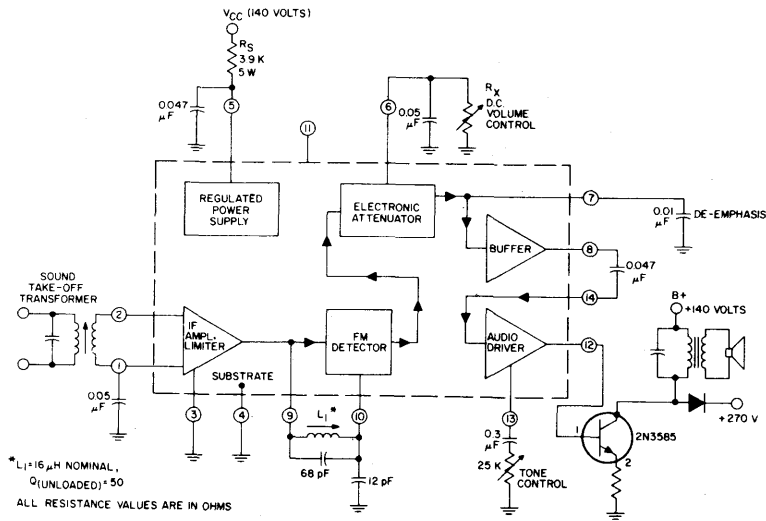 VCC (140 VOLTS)
RS
3.9 K
5 W
0.047
μF
5
11
6
0.05
μF
RX
D.C.
VOLUME
CONTROL
REGULATED
POWER
SUPPLY
ELECTRONIC
ATTENUATOR
7
0.01
μF
DE-EMPHASIS
BUFFER
8
0.047
μF
14
SOUND
TAKE-OFF
TRANSFORMER
2
1
0.05
μF
IF
AMPL.
LIMITER
FM
DETECTOR
AUDIO
DRIVER
12
B+
+140 VOLTS
SUBSTRATE
3
4
9
L1*
10
68 pF
12 pF
13
0.3
μF
25 K
TONE
CONTROL
1
2N3585
2
+270 V
*L1=16 μH NOMINAL,
Q(UNLOADED)=50
ALL RESISTANCE VALUES ARE IN OHMS